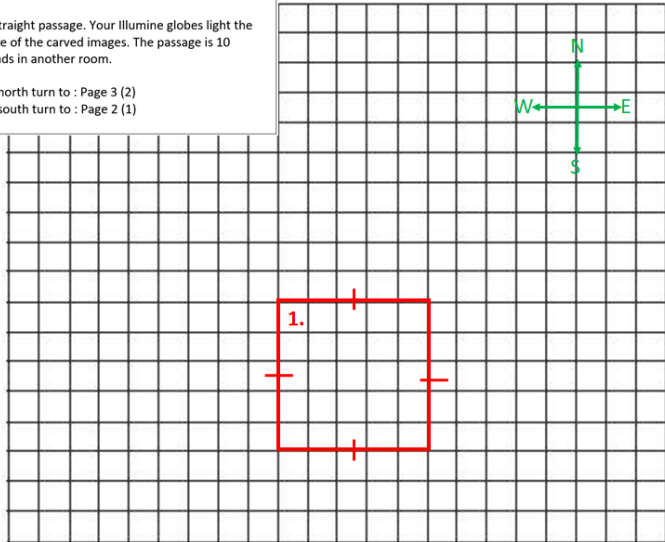 traight passage. Your Illumine globes light the
e of the carved images. The passage is 10
ds in another room.
north turn to : Page 3 (2)
south turn to : Page 2 (1)
N
W E
S
1.